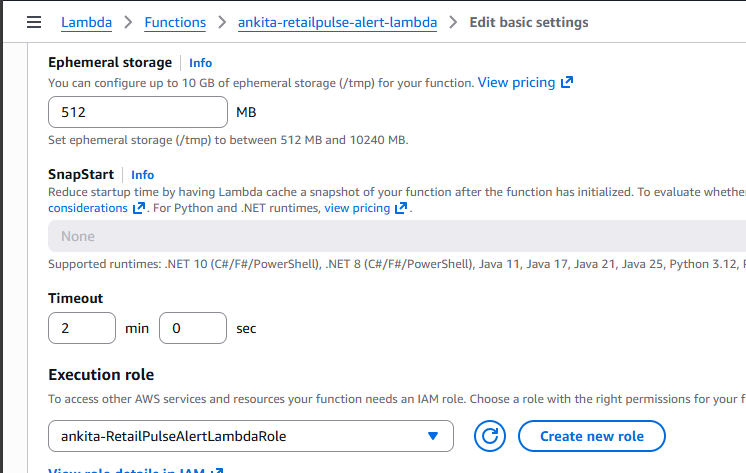 Lambda > Functions > ankita-retailpulse-alert-lambda > Edit basic settings
Ephemeral storage Info
You can configure up to 10 GB of ephemeral storage (/tmp) for your function. View pricing
512 MB
Set ephemeral storage (/tmp) to between 512 MB and 10240 MB.
SnapStart Info
Reduce startup time by having Lambda cache a snapshot of your function after the function has initialized. To evaluate whethe
considerations . For Python and .NET runtimes, view pricing .
None
Supported runtimes: .NET 10 (C#/F#/PowerShell), .NET 8 (C#/F#/PowerShell), Java 11, Java 17, Java 21, Java 25, Python 3.12,
Timeout
2 min 0 sec
Execution role
To access other AWS services and resources your function needs an IAM role. Choose a role with the right permissions for your f
ankita-RetailPulseAlertLambdaRole Create new role
View role details in IAM